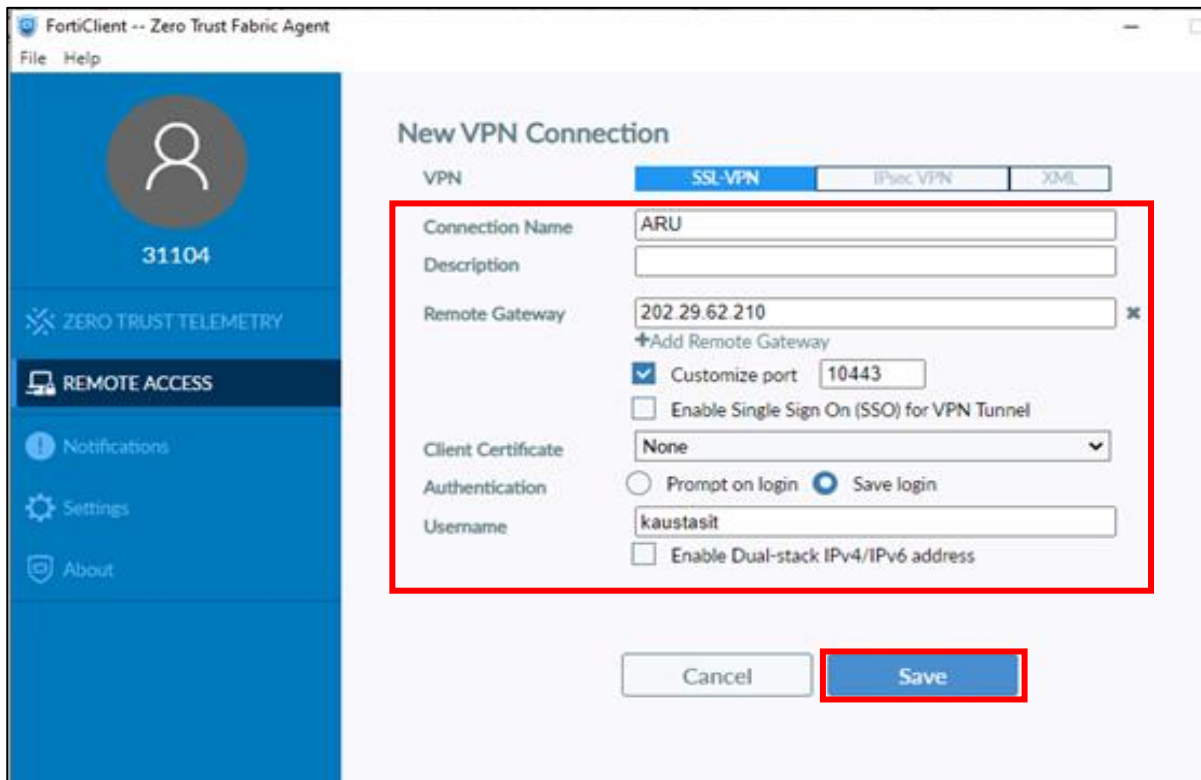 FortiClient -- Zero Trust Fabric Agent
File Help
31104
ZERO TRUST TELEMETRY
REMOTE ACCESS
Notifications
Settings
About
New VPN Connection
VPN SSL-VPN IPsec VPN XML
Connection Name ARU
Description
Remote Gateway 202.29.62.210
+Add Remote Gateway
Customize port 10443
Enable Single Sign On (SSO) for VPN Tunnel
Client Certificate None
Authentication Prompt on login Save login
Username kaustasit
Enable Dual-stack IPv4/IPv6 address
Cancel Save